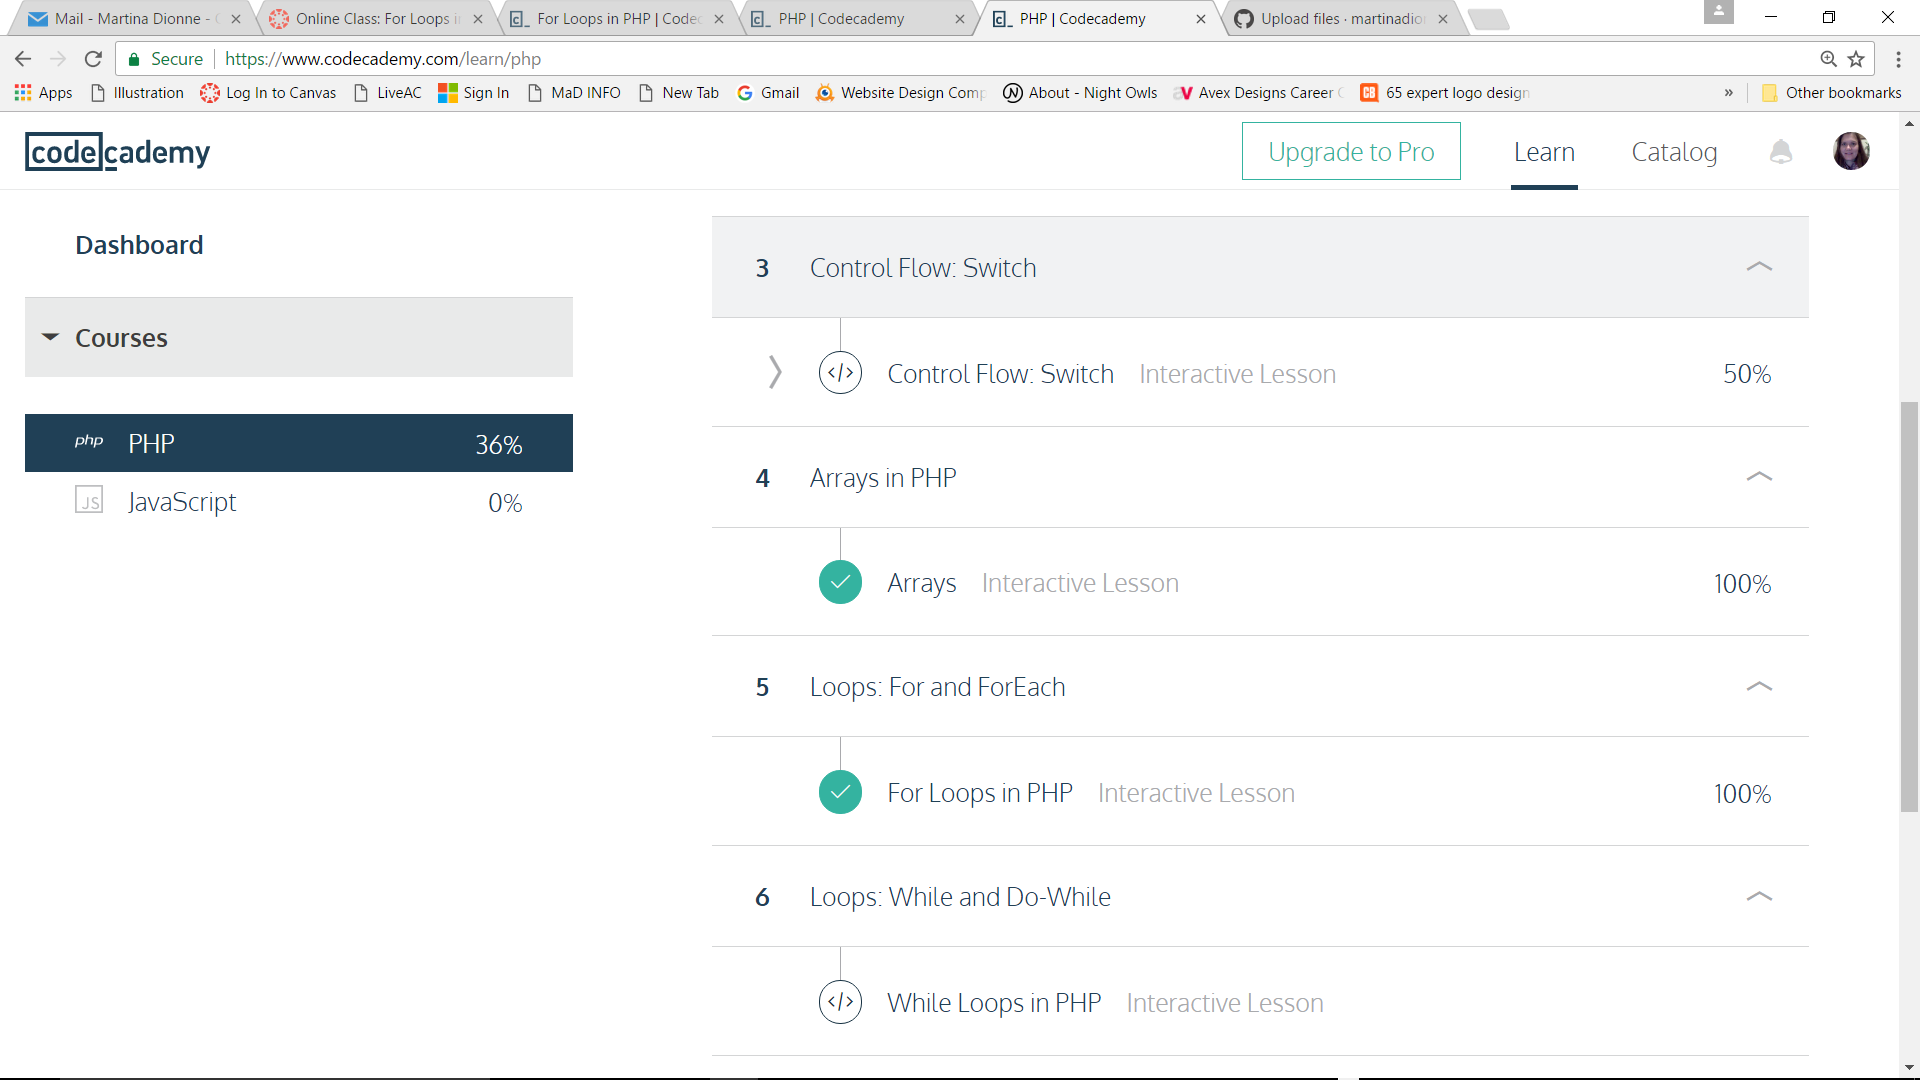 Mail - Martina Dionne -
Online Class: For Loops i
For Loops in PHP | Codec
PHP | Codecademy
PHP | Codecademy
Upload files · martinadio
Secure
https://www.codecademy.com/learn/php
Apps
Illustration
Log In to Canvas
LiveAC
Sign In
MaD INFO
New Tab
Gmail
Website Design Comp
About - Night Owls
Avex Designs Career
65 expert logo design
»
Other bookmarks
codecademy
Upgrade to Pro
Learn
Catalog
Dashboard
Courses
php PHP 36%
JS JavaScript 0%
3 Control Flow: Switch
</> Control Flow: Switch Interactive Lesson 50%
4 Arrays in PHP
Arrays Interactive Lesson 100%
5 Loops: For and ForEach
For Loops in PHP Interactive Lesson 100%
6 Loops: While and Do-While
</> While Loops in PHP Interactive Lesson